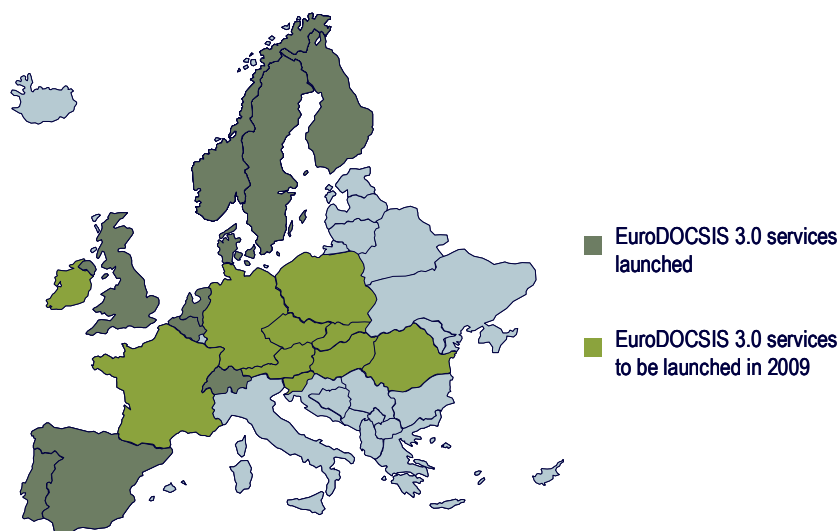 EuroDOCSIS 3.0 services
launched
EuroDOCSIS 3.0 services
to be launched in 2009